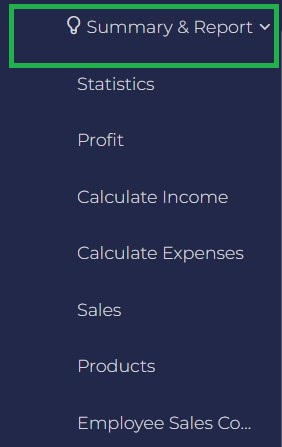 Summary & Report
Statistics
Profit
Calculate Income
Calculate Expenses
Sales
Products
Employee Sales Co...